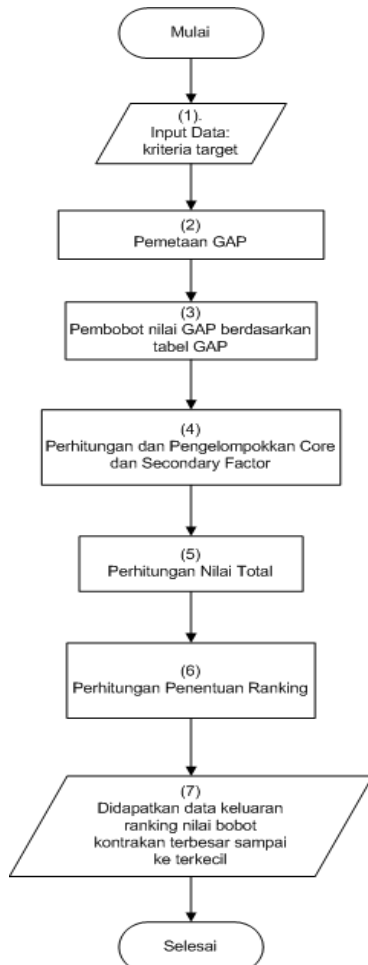 Mulai
(1).
Input Data:
kriteria target
(2)
Pemetaan GAP
(3)
Pembobot nilai GAP berdasarkan
tabel GAP
(4)
Perhitungan dan Pengelompokkan Core
dan Secondary Factor
(5)
Perhitungan Nilai Total
(6)
Perhitungan Penentuan Ranking
(7)
Didapatkan data keluaran
ranking nilai bobot
kontrakan terbesar sampai
ke terkecil
Selesai